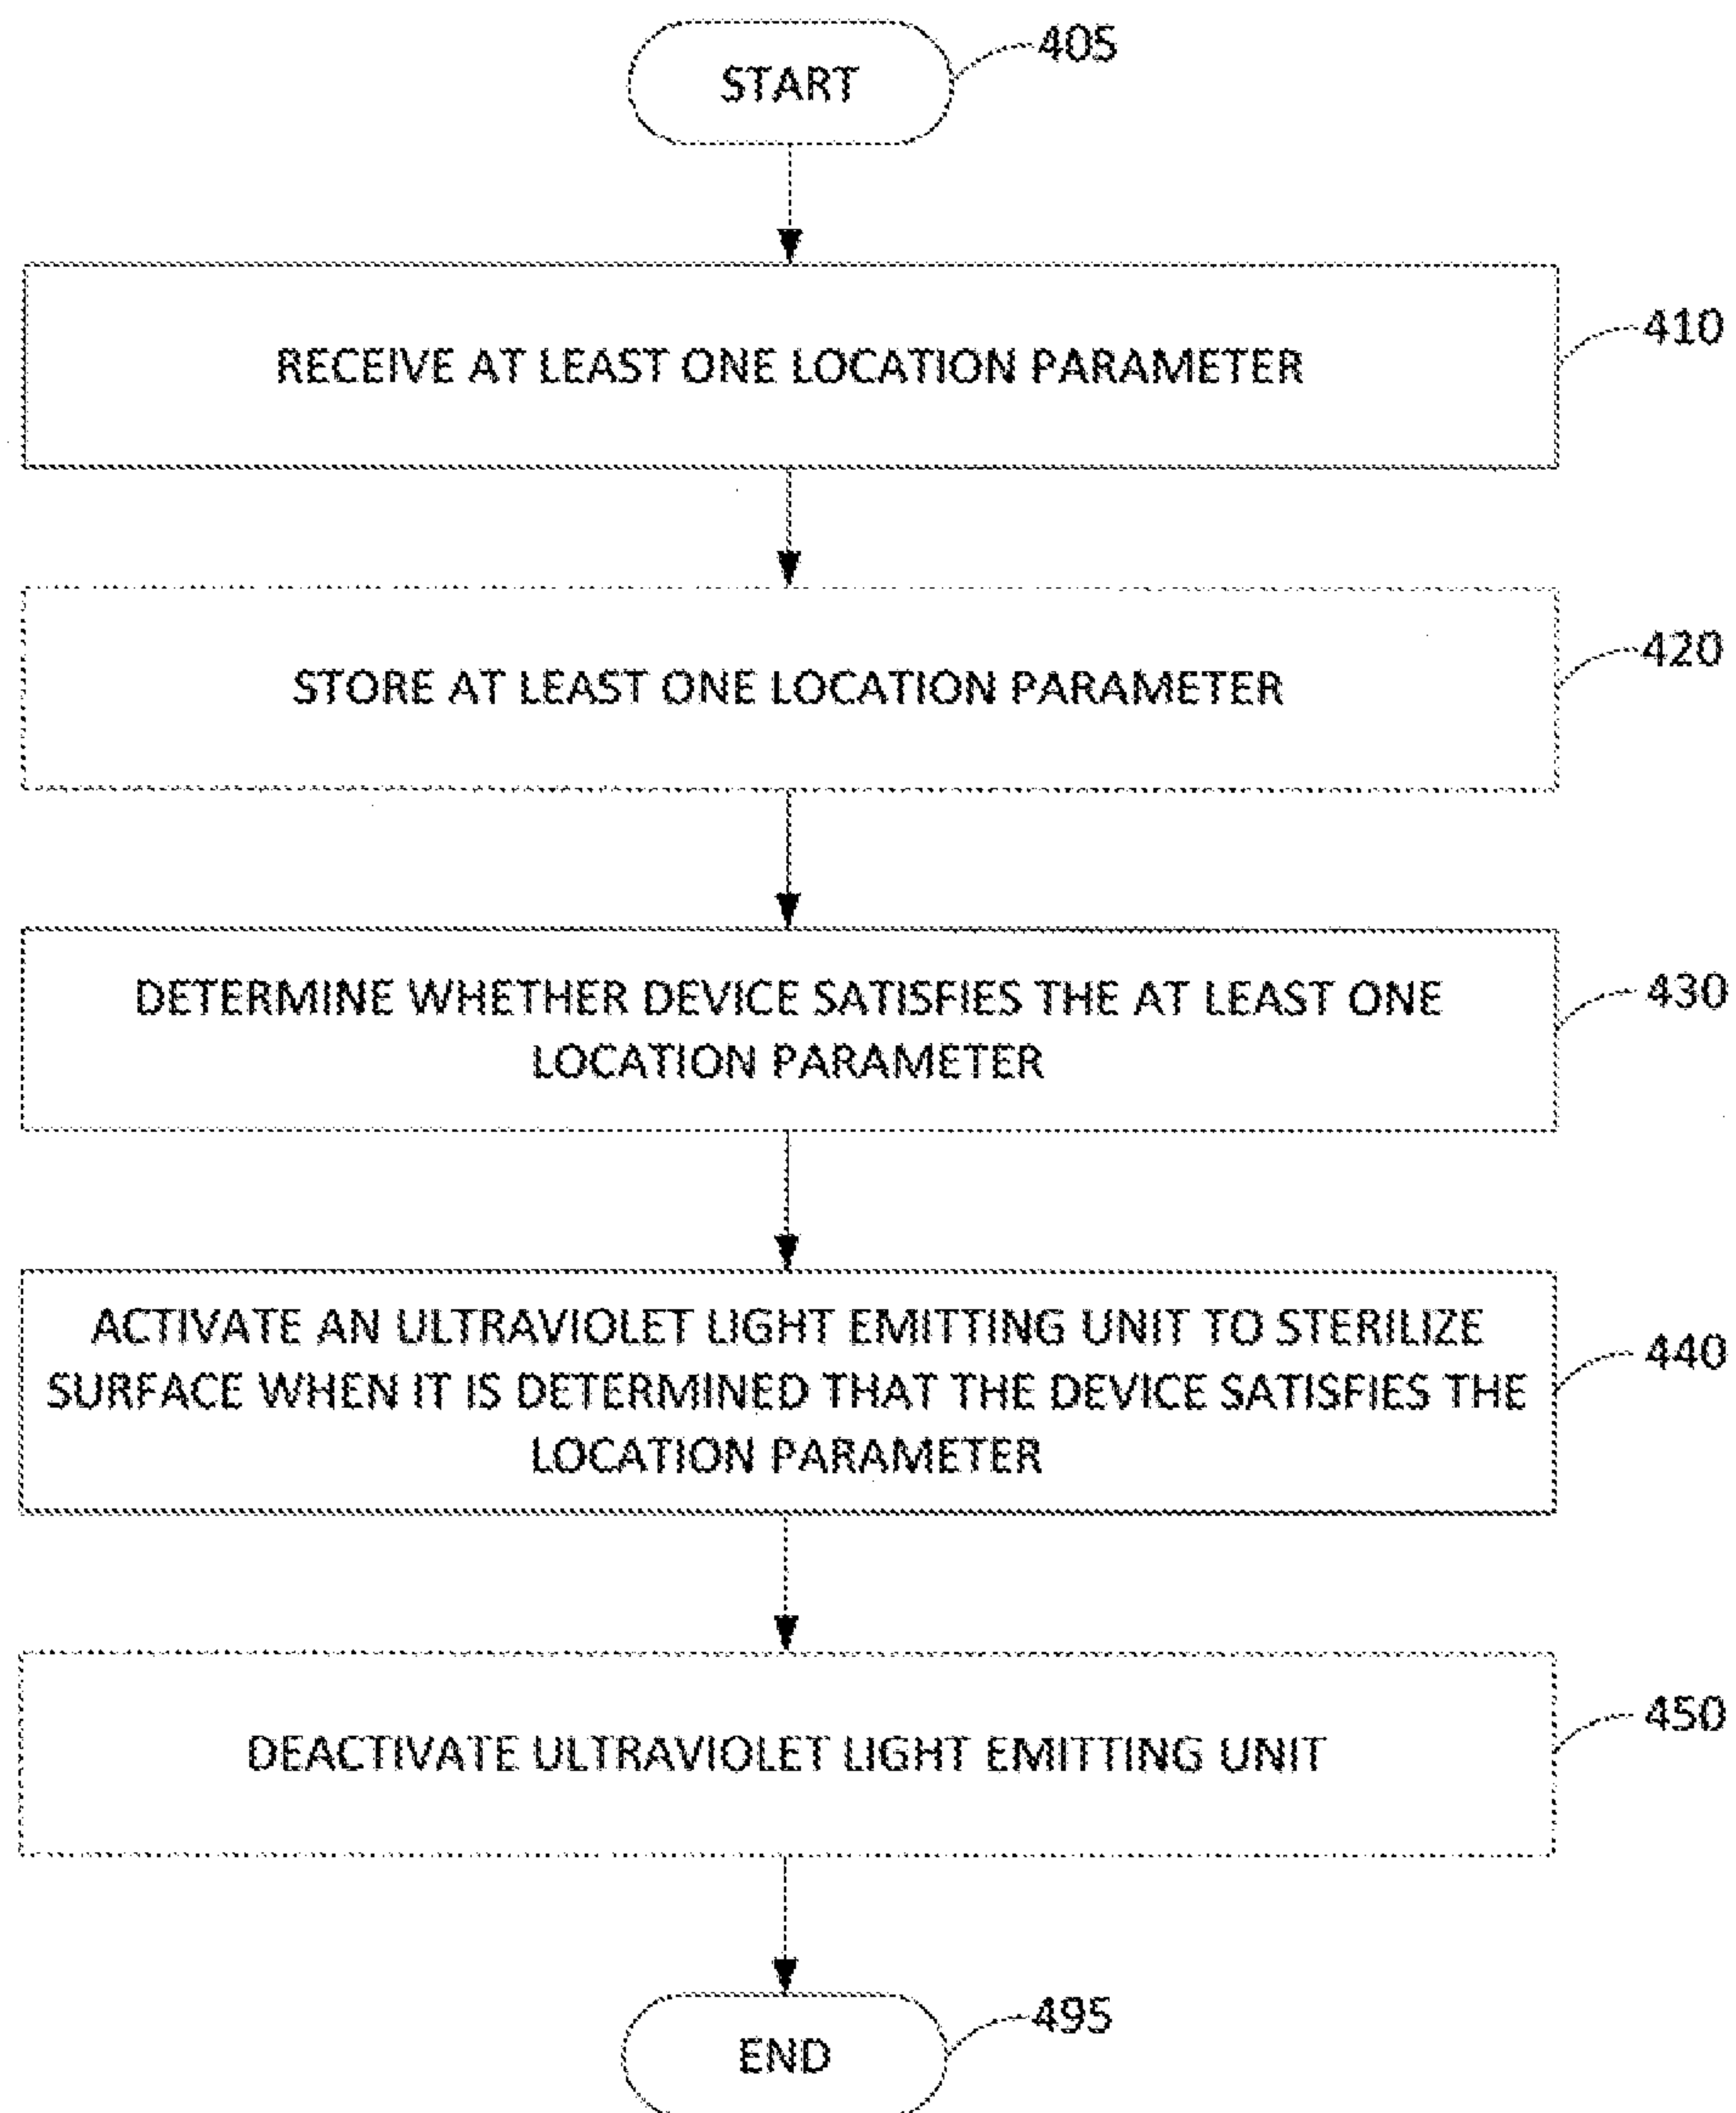 START
405
RECEIVE AT LEAST ONE LOCATION PARAMETER
410
STORE AT LEAST ONE LOCATION PARAMETER
420
DETERMINE WHETHER DEVICE SATISFIES THE AT LEAST ONE
LOCATION PARAMETER
430
ACTIVATE AN ULTRAVIOLET LIGHT EMITTING UNIT TO STERILIZE
SURFACE WHEN IT IS DETERMINED THAT THE DEVICE SATISFIES THE
LOCATION PARAMETER
440
DEACTIVATE ULTRAVIOLET LIGHT EMITTING UNIT
450
END
495